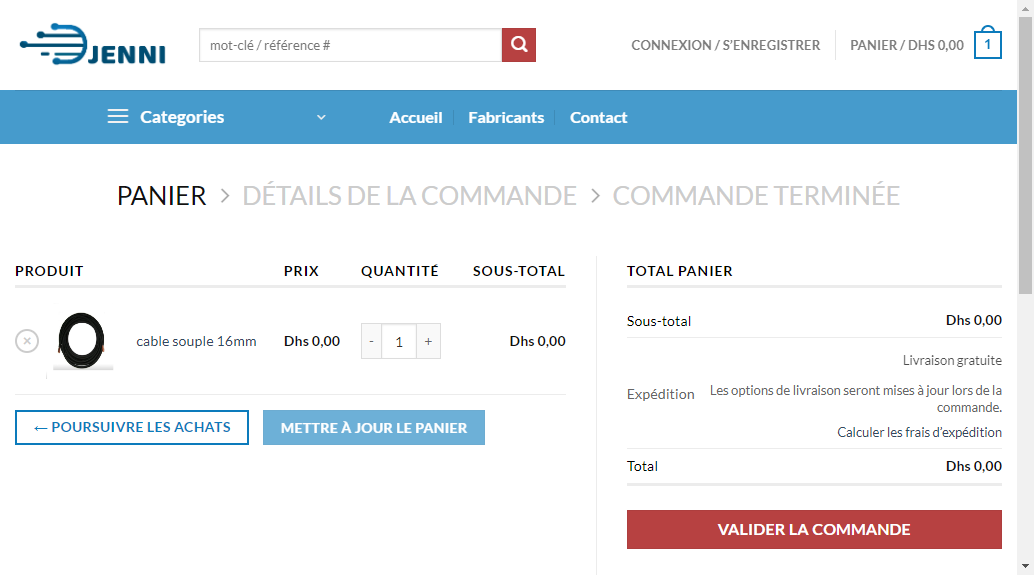 JENNI
mot-clé / référence #
CONNEXION / S’ENREGISTRER
PANIER / DHS 0,00
1
Categories
Accueil
Fabricants
Contact
PANIER > DÉTAILS DE LA COMMANDE > COMMANDE TERMINÉE
PRODUIT
PRIX
QUANTITÉ
SOUS-TOTAL
×
cable souple 16mm
Dhs 0,00
- 1 +
Dhs 0,00
← POURSUIVRE LES ACHATS
METTRE À JOUR LE PANIER
TOTAL PANIER
Sous-total
Dhs 0,00
Expédition
Livraison gratuite
Les options de livraison seront mises à jour lors de la
commande.
Calculer les frais d’expédition
Total
Dhs 0,00
VALIDER LA COMMANDE